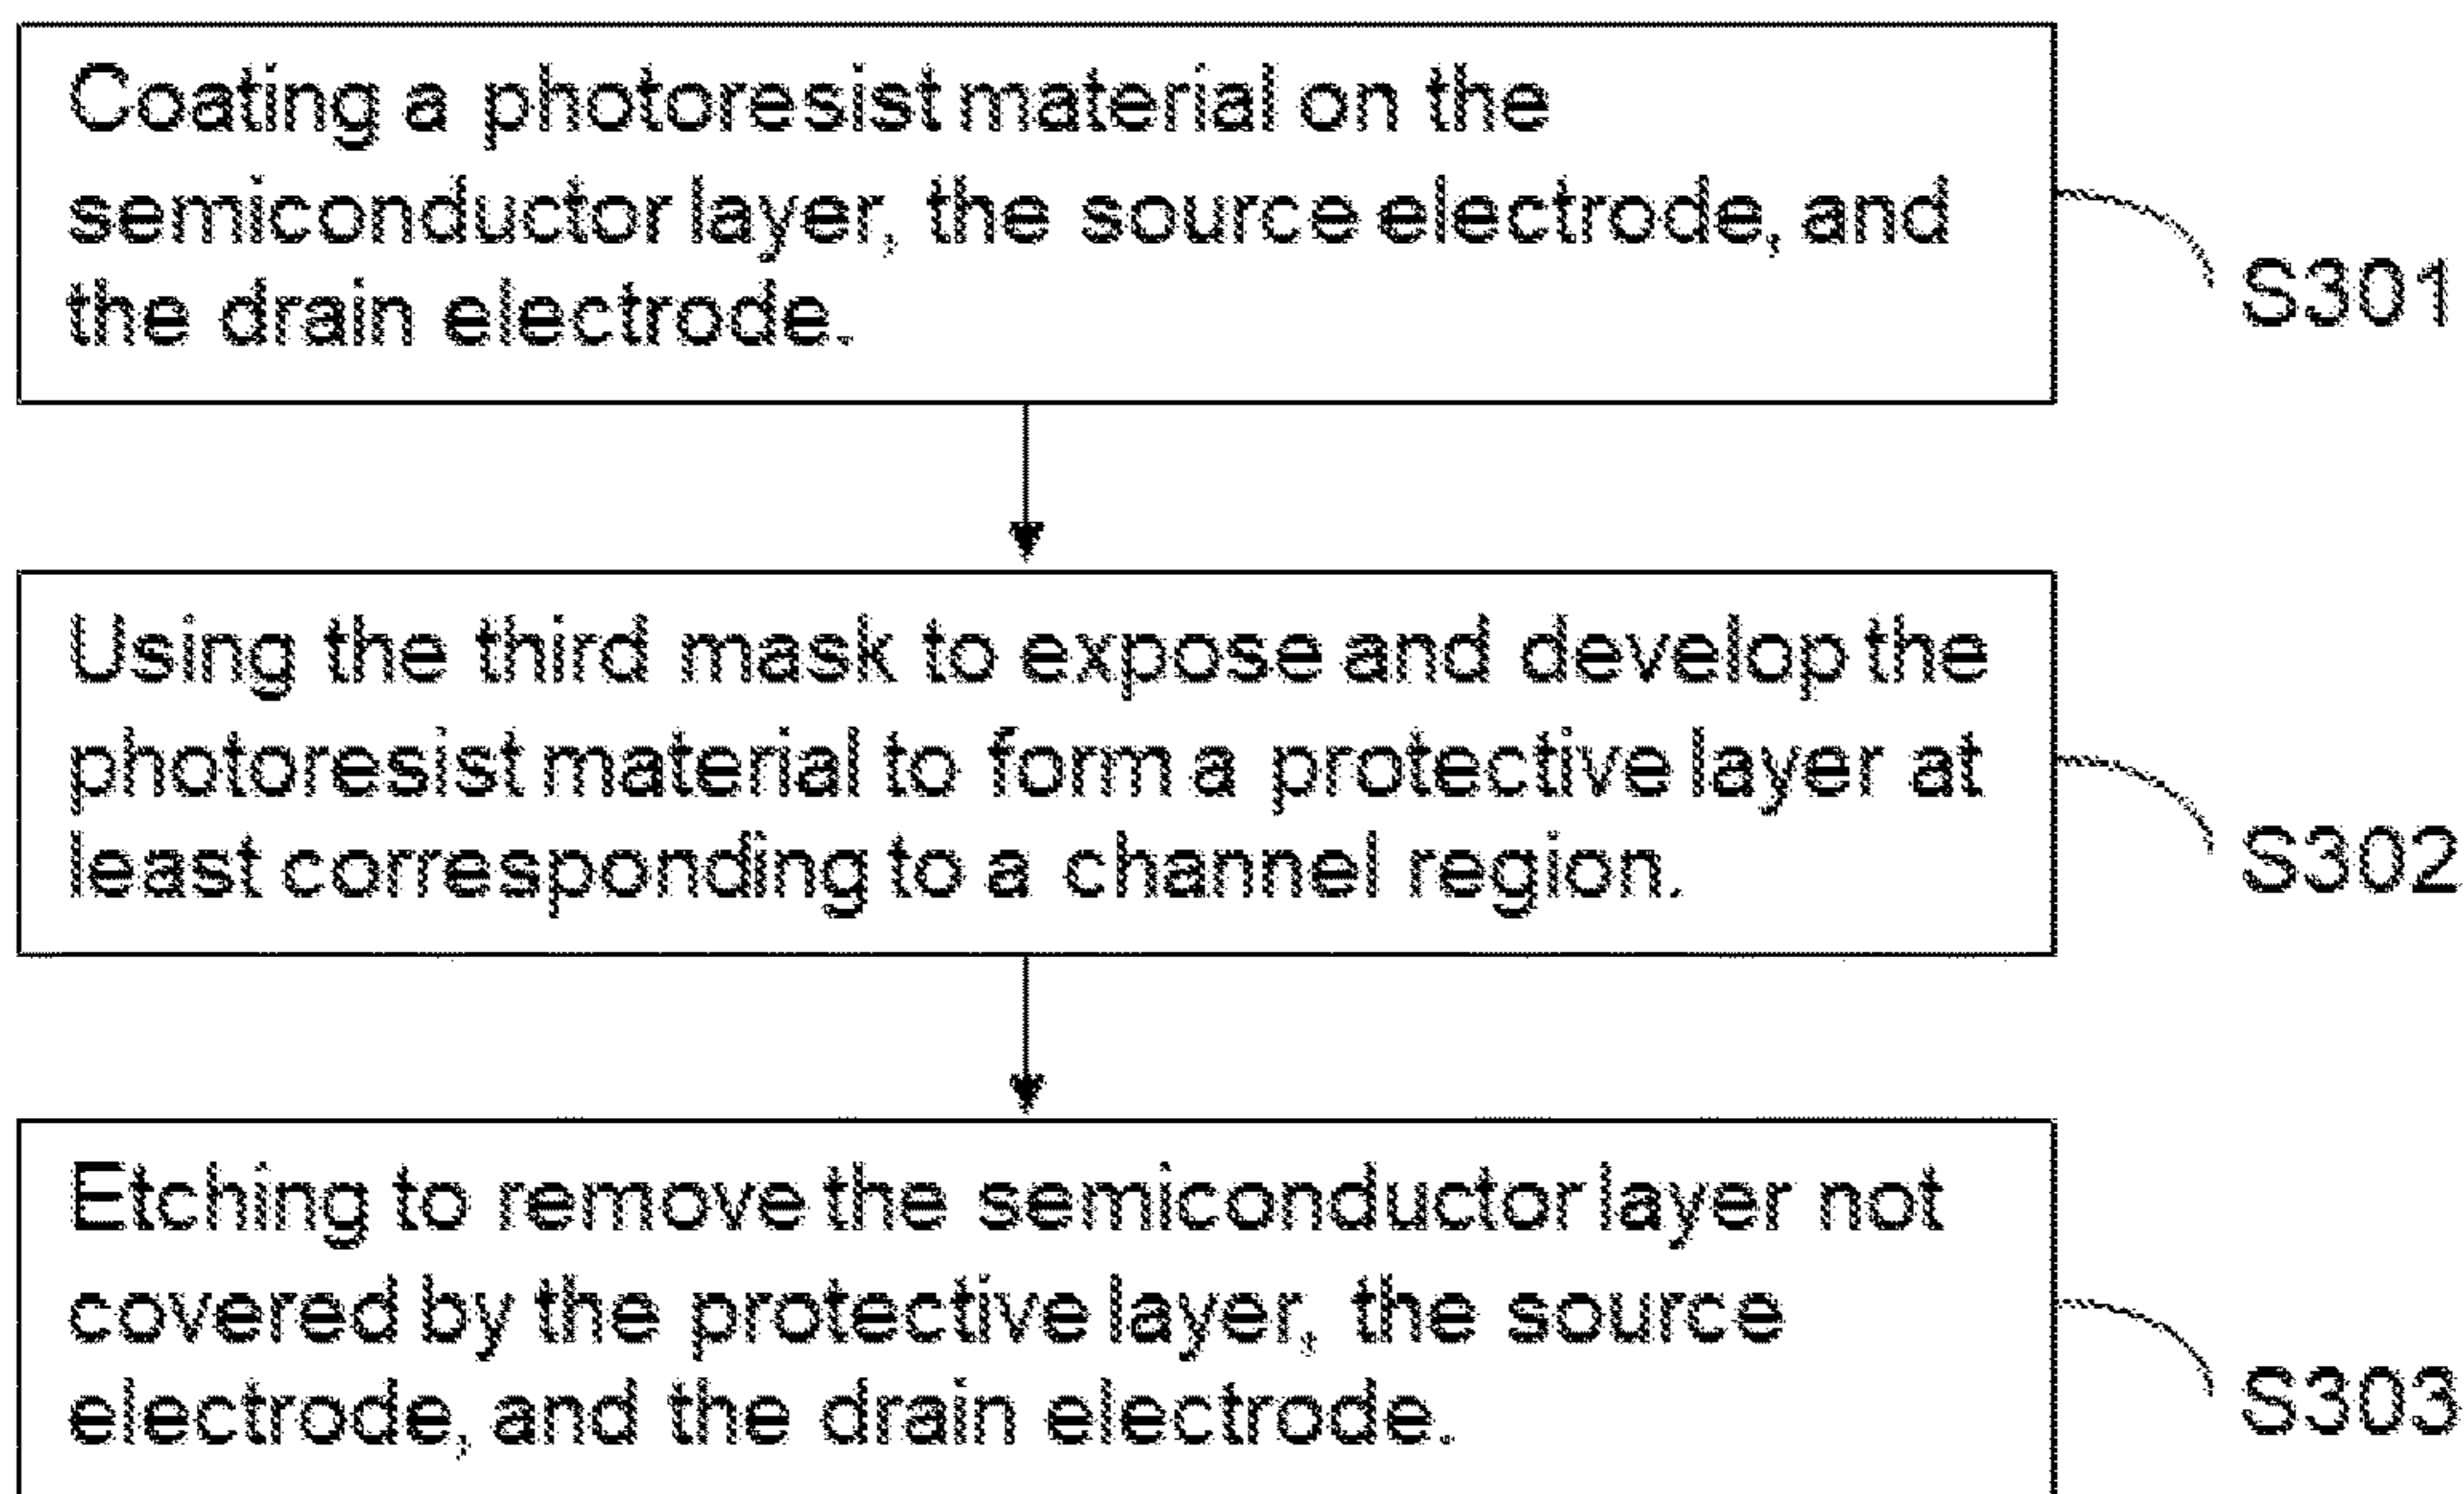 Coating a photoresist material on the
semiconductor layer, the source electrode, and
the drain electrode.
S301
Using the third mask to expose and develop the
photoresist material to form a protective layer at
least corresponding to a channel region.
S302
Etching to remove the semiconductor layer not
covered by the protective layer, the source
electrode, and the drain electrode.
S303